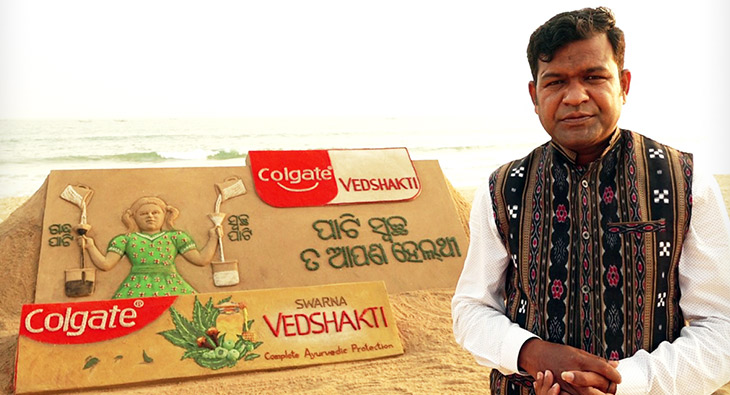 Colgate® VEDSHAKTI
ପାଟି ସ୍ୱଚ୍ଛ
ତ ଆପଣ ହେଲଥୀ
ସ୍ୱଚ୍ଛ
ପାଟି
ପାଟି
Colgate®
SWARNA
VEDSHAKTI
Complete Ayurvedic Protection